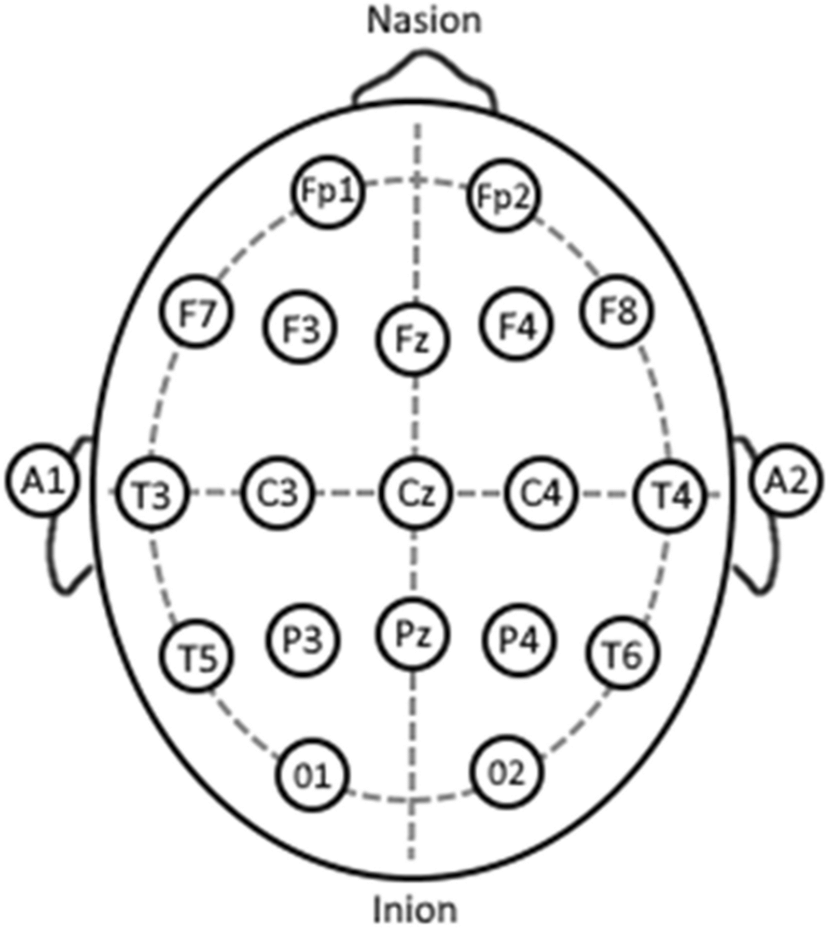 Nasion
Fp1 Fp2
F7 F3 Fz F4 F8
A1 T3 C3 Cz C4 T4 A2
T5 P3 Pz P4 T6
01 02
Inion